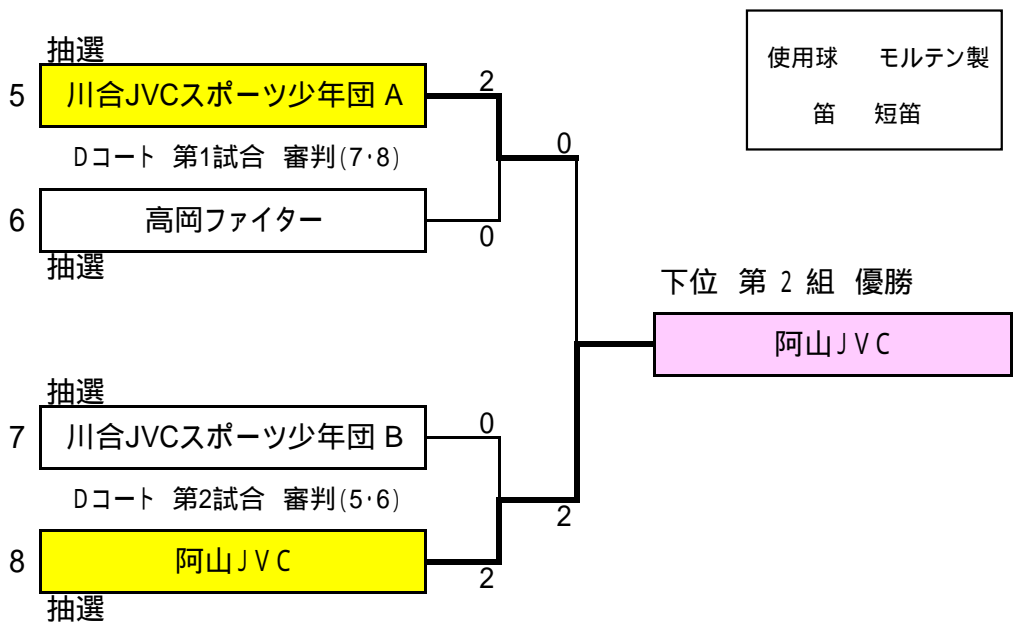 使用球 モルテン製
笛 短笛
抽選
5 川合JVCスポーツ少年団 A 2
Dコート 第1試合 審判(7·8)
0
6 高岡ファイター 0
抽選
下位 第 2 組 優勝
阿山JVC
抽選
7 川合JVCスポーツ少年団 B 0
Dコート 第2試合 審判(5·6)
2
8 阿山JVC 2
抽選